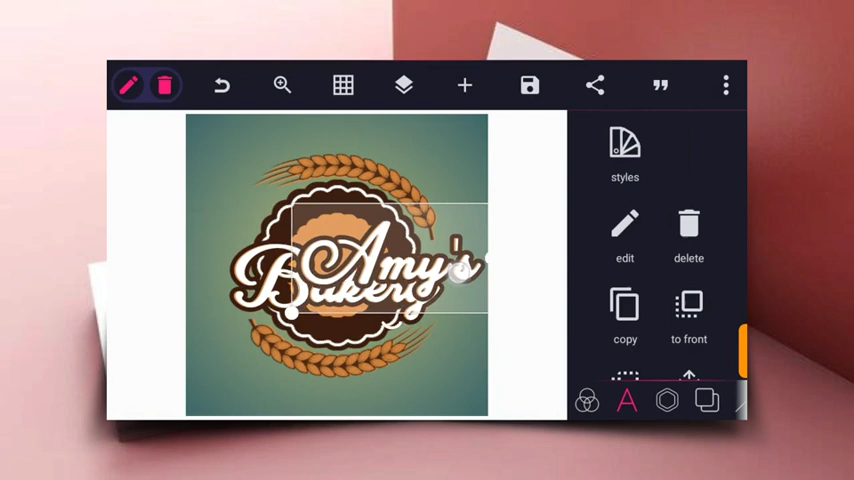 styles
Amy's
Bakery
edit
delete
copy
to front